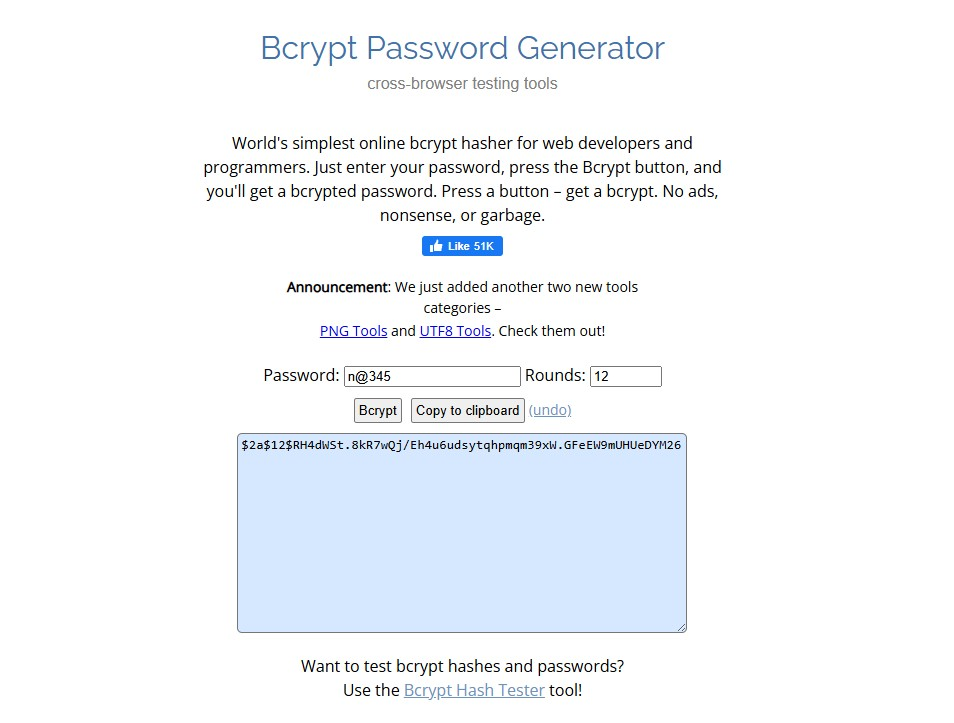 Bcrypt Password Generator
cross-browser testing tools
World's simplest online bcrypt hasher for web developers and
programmers. Just enter your password, press the Bcrypt button, and
you'll get a bcrypted password. Press a button – get a bcrypt. No ads,
nonsense, or garbage.
Like 51K
Announcement: We just added another two new tools
categories –
PNG Tools and UTF8 Tools. Check them out!
Password: n@345 Rounds: 12
Bcrypt Copy to clipboard (undo)
$2a$12$RH4dWSt.8kR7wQj/Eh4u6udsytqhpmqm39xW.GFeEW9mUHUeDYM26
Want to test bcrypt hashes and passwords?
Use the Bcrypt Hash Tester tool!